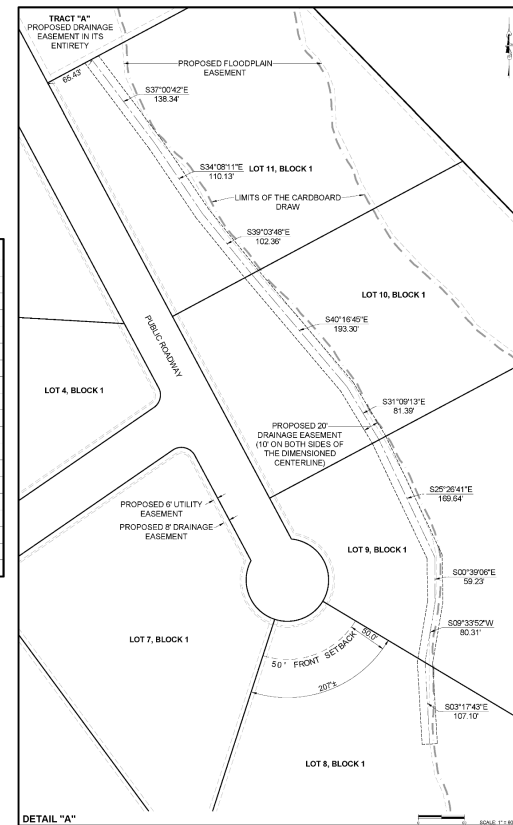 TRACT "A"
PROPOSED DRAINAGE
EASEMENT IN ITS
ENTIRETY
65.43'
PROPOSED FLOODPLAIN
EASEMENT
S37°00'42"E
138.34'
S34°08'11"E
110.13'
LOT 11, BLOCK 1
LIMITS OF THE CARDBOARD
DRAW
S39°03'48"E
102.36'
LOT 10, BLOCK 1
S40°16'45"E
193.30'
PUBLIC ROADWAY
LOT 4, BLOCK 1
S31°09'13"E
81.39'
PROPOSED 20'
DRAINAGE EASEMENT
(10' ON BOTH SIDES OF
THE DIMENSIONED
CENTERLINE)
S25°26'41"E
169.64'
PROPOSED 6' UTILITY
EASEMENT
PROPOSED 8' DRAINAGE
EASEMENT
LOT 9, BLOCK 1
S00°39'06"E
59.23'
S09°33'52"W
80.31'
LOT 7, BLOCK 1
50' FRONT SETBACK
50.0'
207'±
S03°17'43"E
107.10'
LOT 8, BLOCK 1
DETAIL "A"
SCALE: 1" = 60'